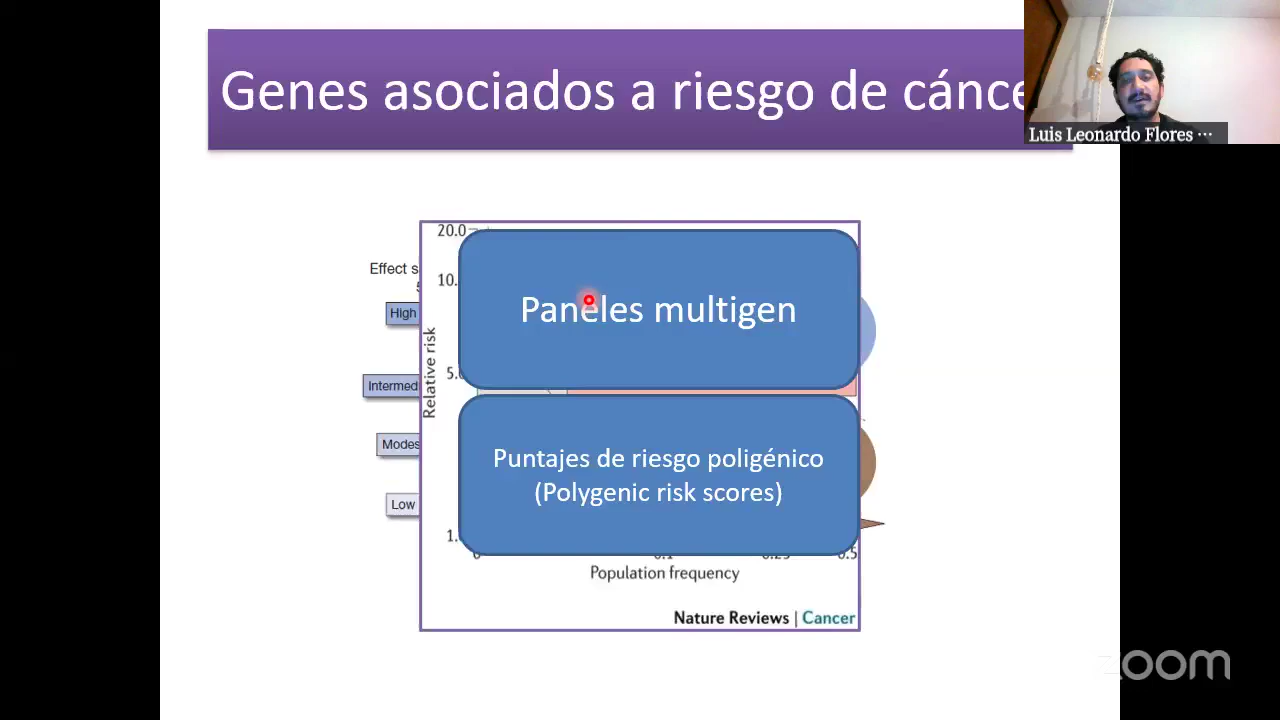 Genes asociados a riesgo de cánce
Luis Leonardo Flores ...
20.0
Effect s
10.
High
Paneles multigen
Relative risk
5.0
Intermed
Modes
Puntajes de riesgo poligénico
(Polygenic risk scores)
Low
1.
0
0.1
0.25
0.5
Population frequency
Nature Reviews | Cancer
zoom